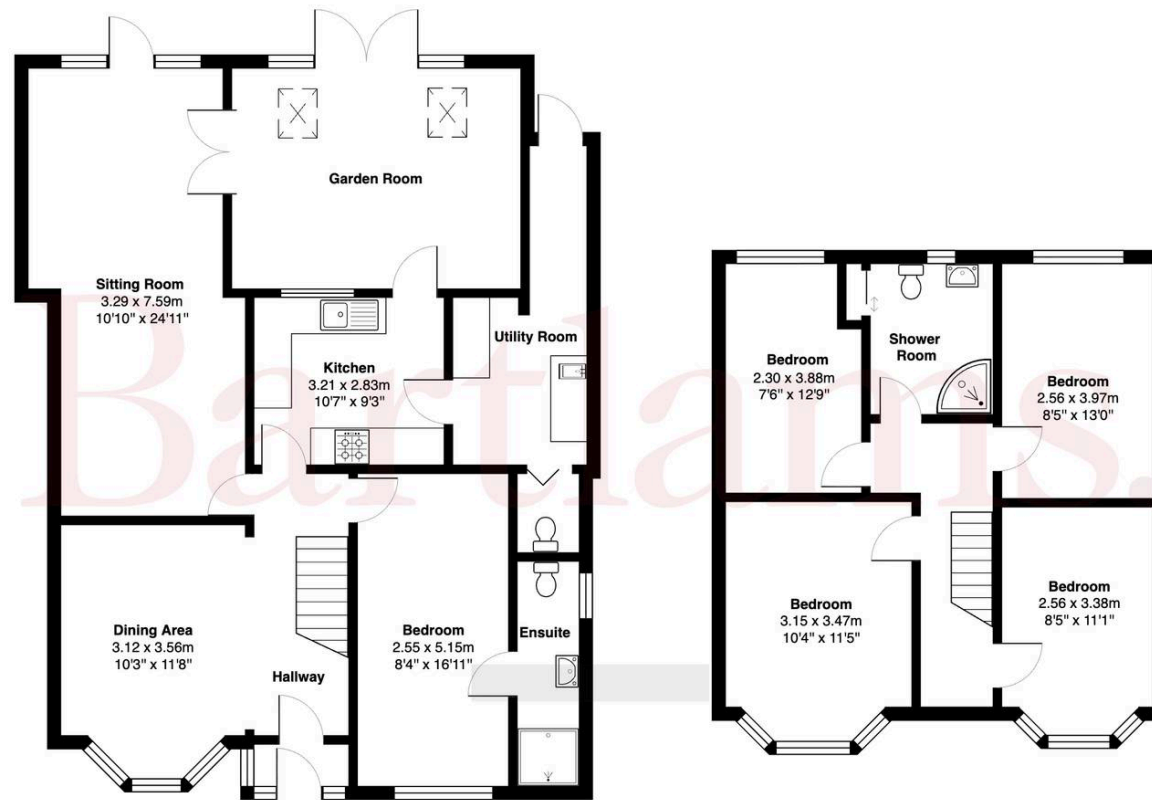 Garden Room
Sitting Room
3.29 x 7.59m
10'10" x 24'11"
Kitchen
3.21 x 2.83m
10'7" x 9'3"
Utility Room
Dining Area
3.12 x 3.56m
10'3" x 11'8"
Hallway
Bedroom
2.55 x 5.15m
8'4" x 16'11"
Ensuite
Bedroom
2.30 x 3.88m
7'6" x 12'9"
Shower
Room
Bedroom
2.56 x 3.97m
8'5" x 13'0"
Bedroom
3.15 x 3.47m
10'4" x 11'5"
Bedroom
2.56 x 3.38m
8'5" x 11'1"
Bartlams.